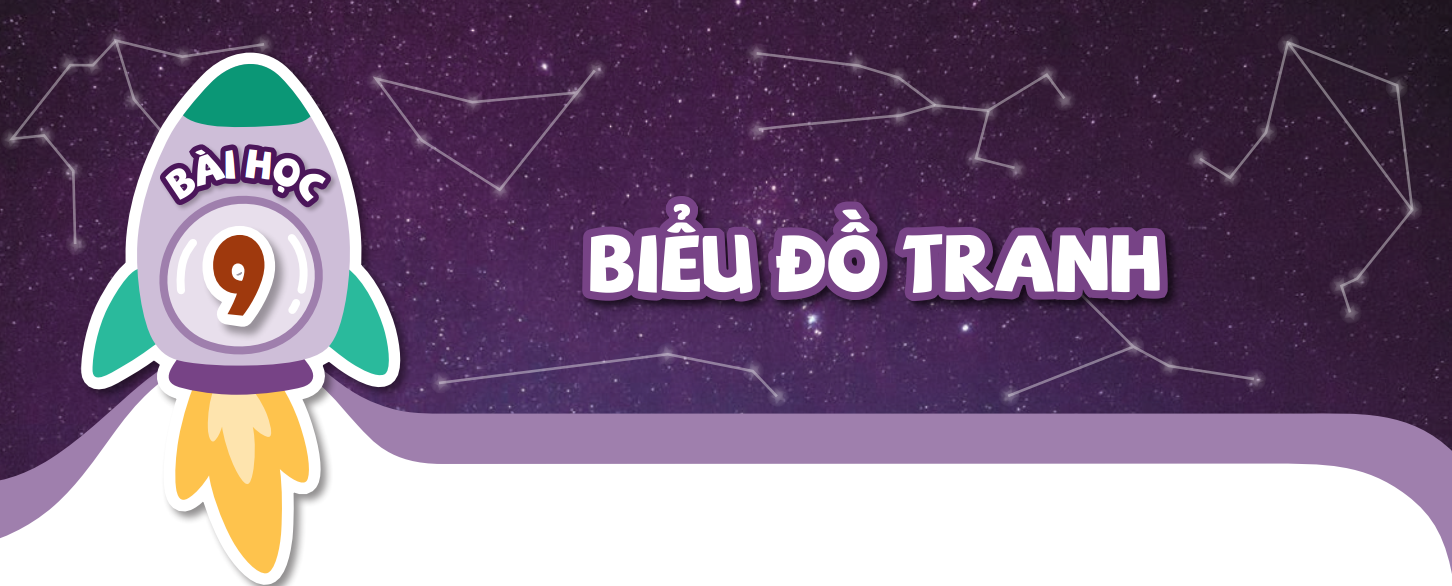 BÀI HỌC
9
BIỂU ĐỒ TRANH